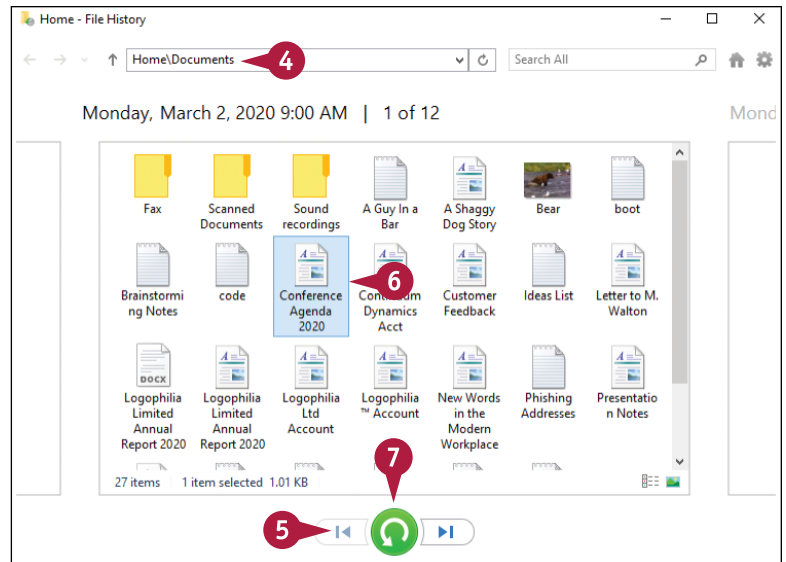 Home - File History
Home\Documents
4
Search All
Monday, March 2, 2020 9:00 AM | 1 of 12
Mond
Fax
Scanned
Documents
Sound
recordings
A Guy In a
Bar
A Shaggy
Dog Story
Bear
boot
Brainstormi
ng Notes
code
Conference
Agenda
2020
6
Dynamics
Acct
Customer
Feedback
Ideas List
Letter to M.
Walton
DOCX
Logophilia
Limited
Annual
Report 2020
Logophilia
Limited
Annual
Report 2020
Logophilia
Ltd
Account
Logophilia
™ Account
New Words
in the
Modern
Workplace
Phishing
Addresses
Presentatio
n Notes
7
27 items 1 item selected 1.01 KB
5